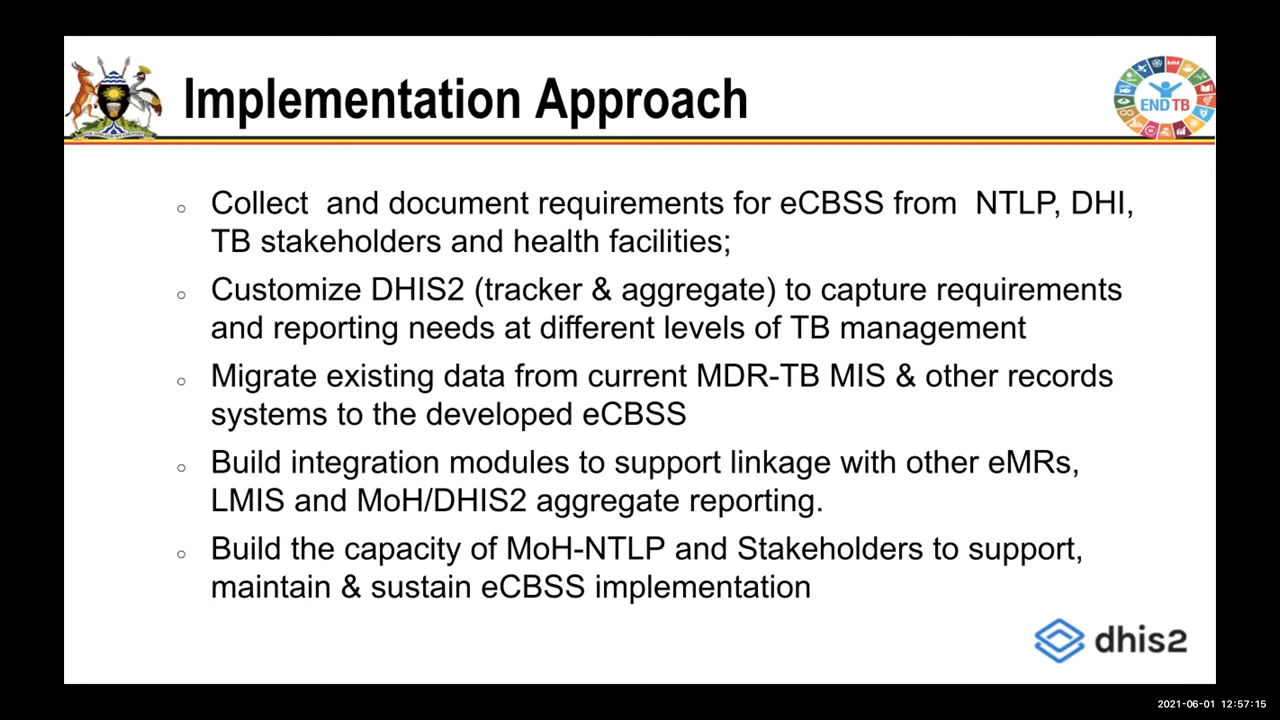 Implementation Approach
END TB
Collect and document requirements for eCBSS from NTLP, DHI,
TB stakeholders and health facilities;
Customize DHIS2 (tracker & aggregate) to capture requirements
and reporting needs at different levels of TB management
Migrate existing data from current MDR-TB MIS & other records
systems to the developed eCBSS
Build integration modules to support linkage with other eMRs,
LMIS and MoH/DHIS2 aggregate reporting.
Build the capacity of MoH-NTLP and Stakeholders to support,
maintain & sustain eCBSS implementation
dhis2
2021-06-01 12:57:15